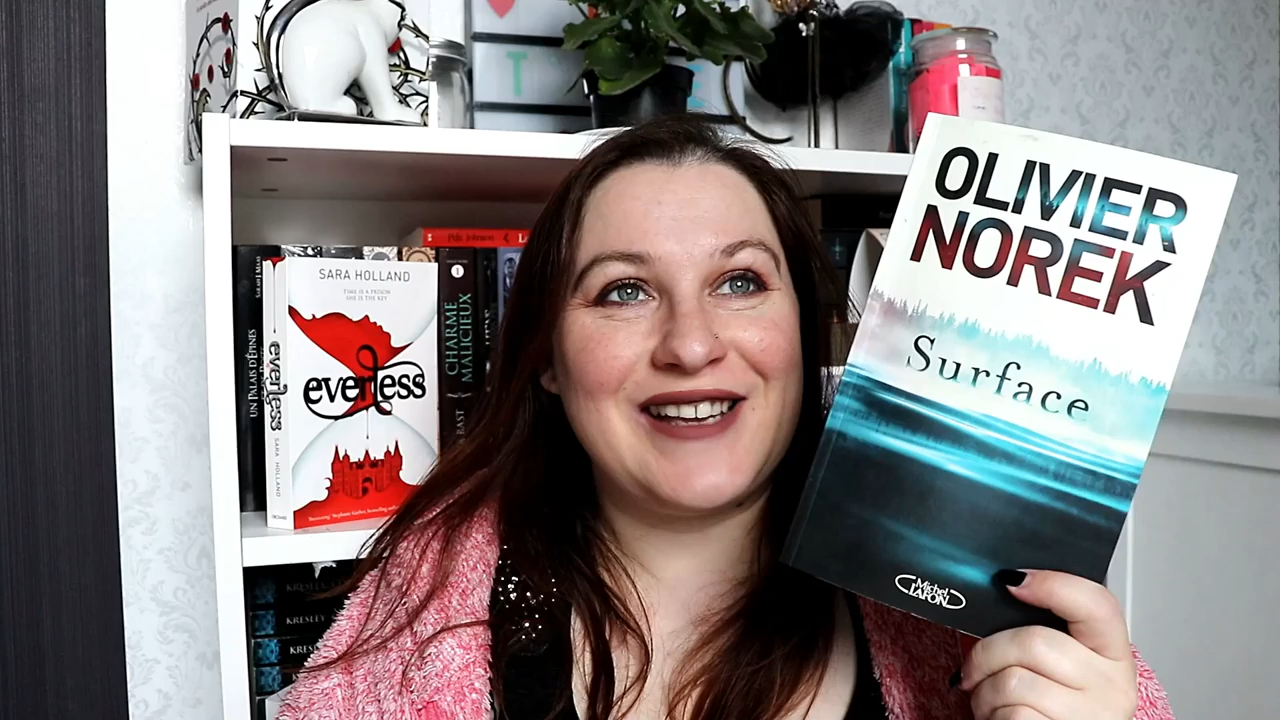 OLIVIER
NOREK
Surface
Michel
LAFON
SARA HOLLAND
TIME IS A PRISON
SHE IS THE KEY
everless
everless
SARA HOLLAND
UN PALAIS D'ÉPINES
CHARME
MALICIEUX
1
KRESLEY
KRESLEY
T